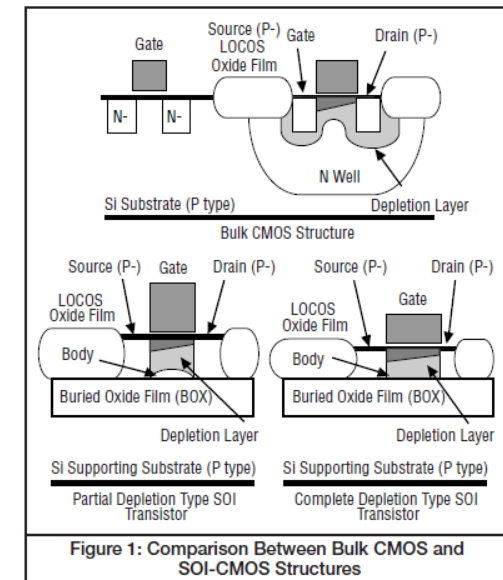 Source (P-)
Gate
LOCOS
Gate
Drain (P-)
Oxide Film
N-
N-
N Well
Si Substrate (P type)
Depletion Layer
Bulk CMOS Structure
Source (P-)
Gate
Drain (P-)
LOCOS
Oxide Film
Body
Buried Oxide Film (BOX)
Depletion Layer
Si Supporting Substrate (P type)
Partial Depletion Type SOI
Transistor
Source (P-)
Drain (P-)
Gate
LOCOS
Oxide Film
Body
Buried Oxide Film (BOX)
Depletion Layer
Si Supporting Substrate (P type)
Complete Depletion Type SOI
Transistor
Figure 1: Comparison Between Bulk CMOS and
SOI-CMOS Structures